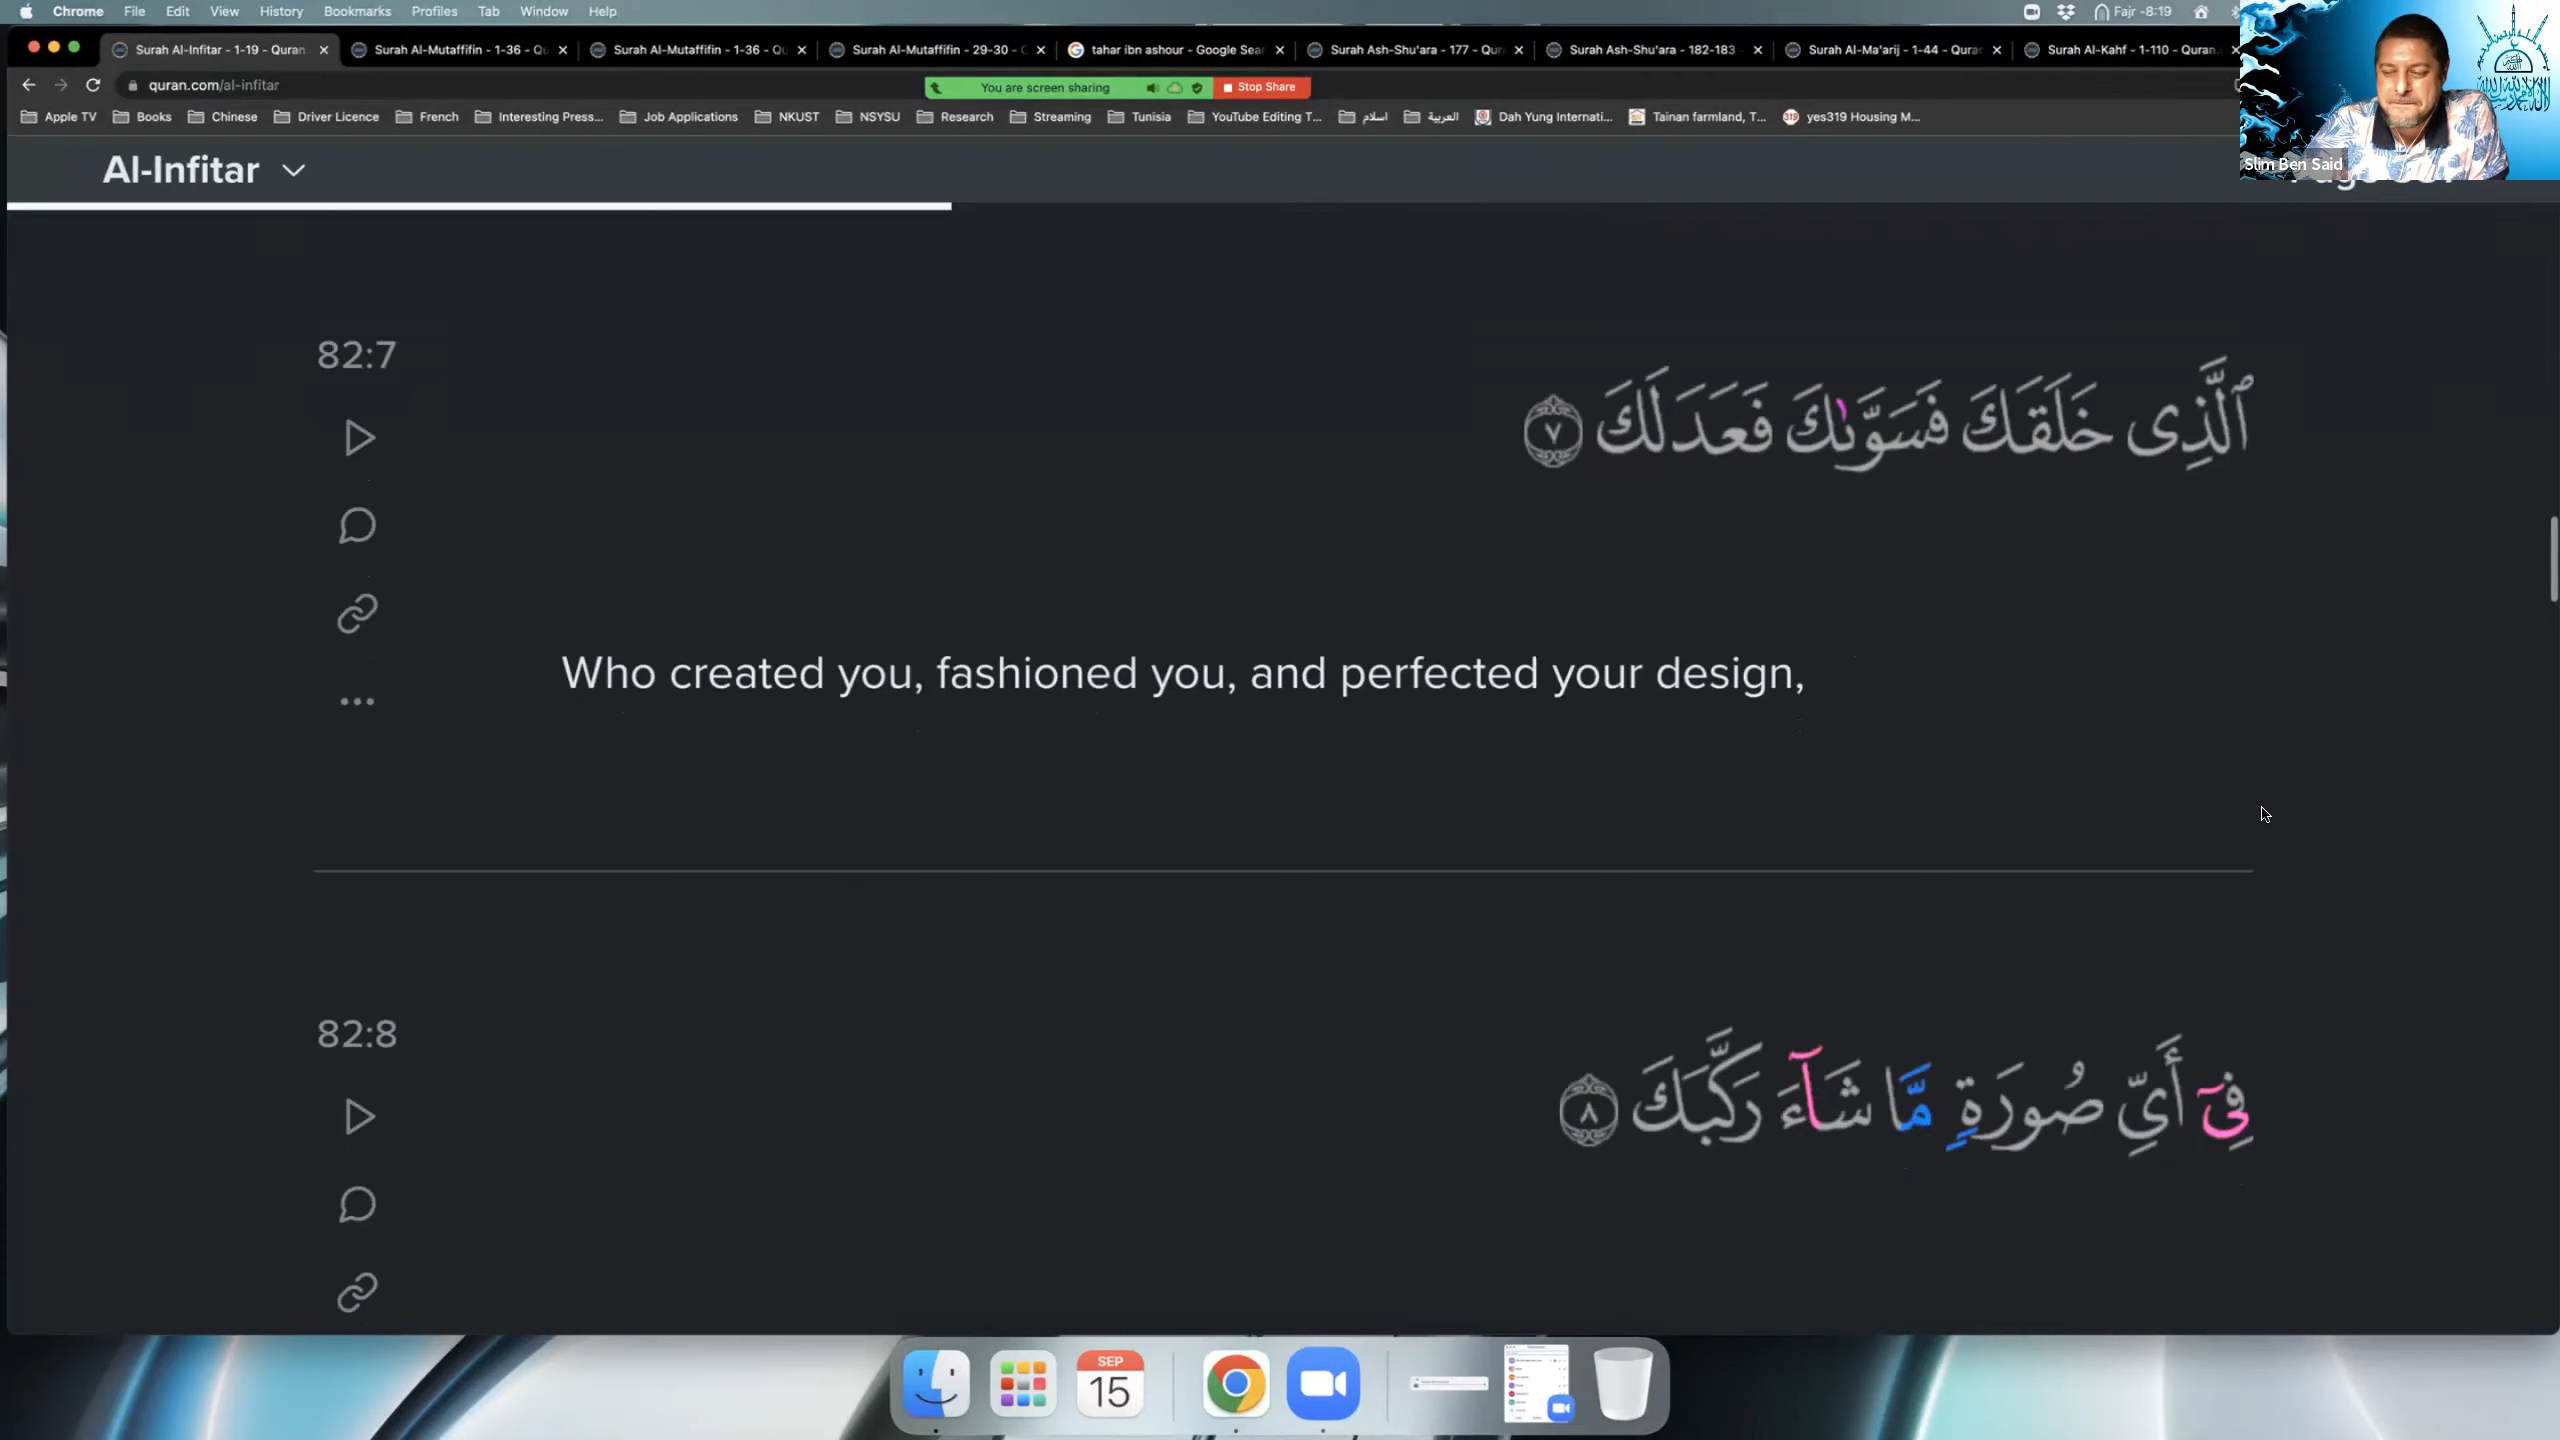 Chrome File Edit View History Bookmarks Profiles Tab Window Help Fajr -8:19
Surah Al-Infitar - 1-19 - Quran. Surah Al-Mutaffifin - 1-36 - Qu Surah Al-Mutaffifin - 1-36 - Qu Surah Al-Mutaffifin - 29-30 - tahar ibn ashour - Google Sear Surah Ash-Shu'ara - 177 - Qur Surah Ash-Shu'ara - 182-183 Surah Al-Ma'arij - 1-44 - Quran Surah Al-Kahf - 1-110 - Quran.
quran.com/al-infitar You are screen sharing Stop Share
Apple TV Books Chinese Driver Licence French Interesting Press... Job Applications NKUST NSYSU Research Streaming Tunisia YouTube Editing T... اسلام العربية Dah Yung Internati... Tainan farmland, T... yes319 Housing M...
Slim Ben Said
Al-Infitar
82:7
ٱلَّذِى خَلَقَكَ فَسَوَّىٰكَ فَعَدَلَكَ ٧
Who created you, fashioned you, and perfected your design,
82:8
فِىٓ أَىِّ صُورَةٍ مَّا شَآءَ رَكَّبَكَ ٨
SEP
15